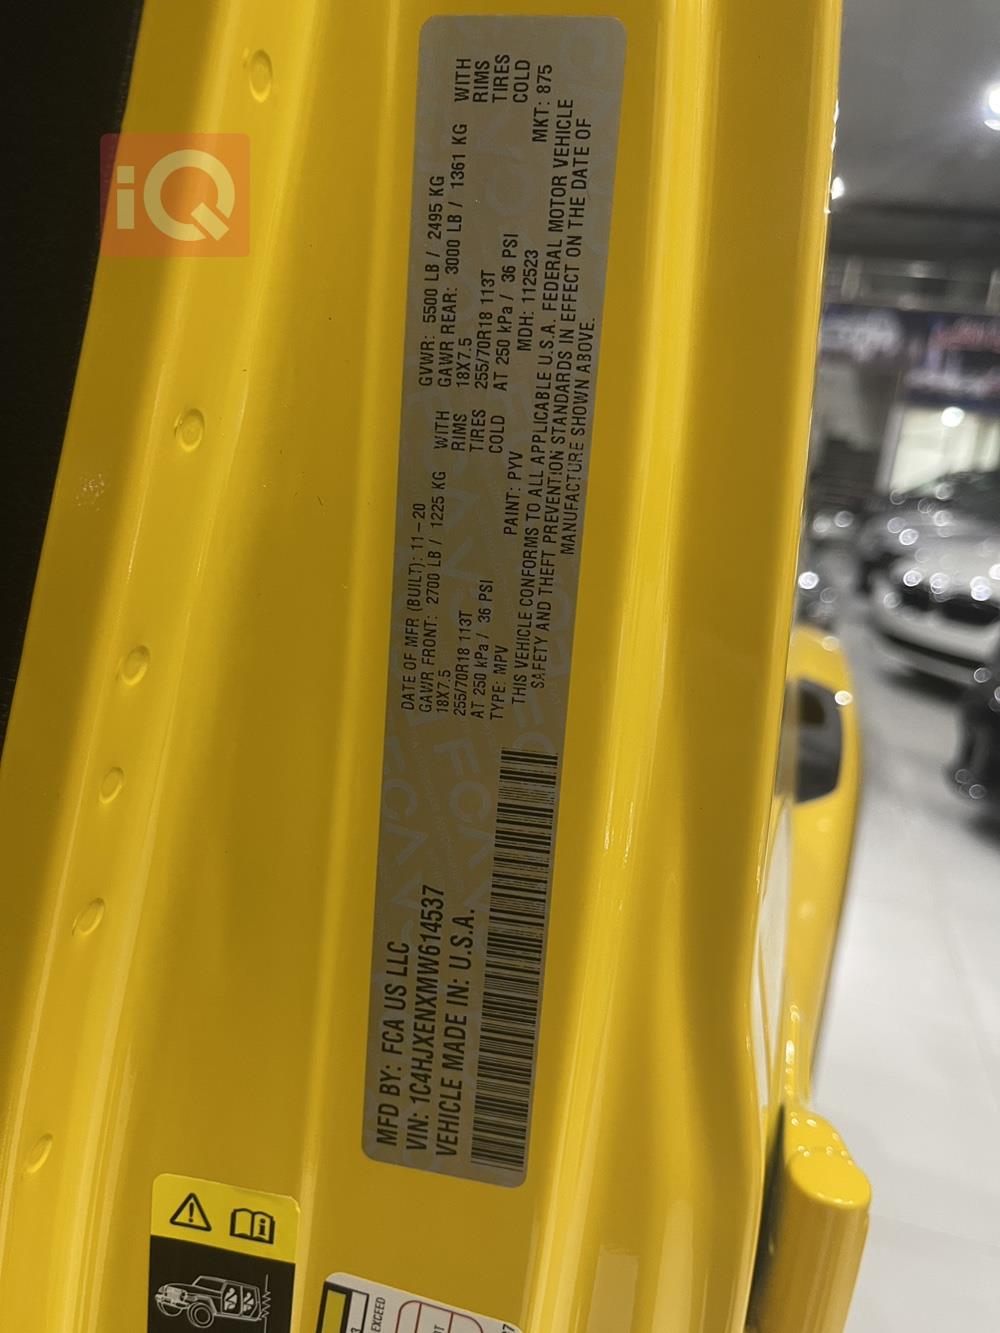 iQ
MFD BY: FCA US LLC
VIN: 1C4HJXENXMW614537
VEHICLE MADE IN: U.S.A.
DATE OF MFR (BUILT): 11-20 GVWR: 5500 LB / 2495 KG
GAWR FRONT: 2700 LB / 1225 KG WITH GAWR REAR: 3000 LB / 1361 KG WITH
18X7.5 RIMS 18X7.5 RIMS
255/70R18 113T TIRES 255/70R18 113T TIRES
AT 250 kPa / 36 PSI COLD AT 250 kPa / 36 PSI COLD
TYPE: MPV PAINT: PYV MDH: 112523 MKT: 875
THIS VEHICLE CONFORMS TO ALL APPLICABLE U.S.A. FEDERAL MOTOR VEHICLE
SAFETY AND THEFT PREVENTION STANDARDS IN EFFECT ON THE DATE OF
MANUFACTURE SHOWN ABOVE.
EXCEED